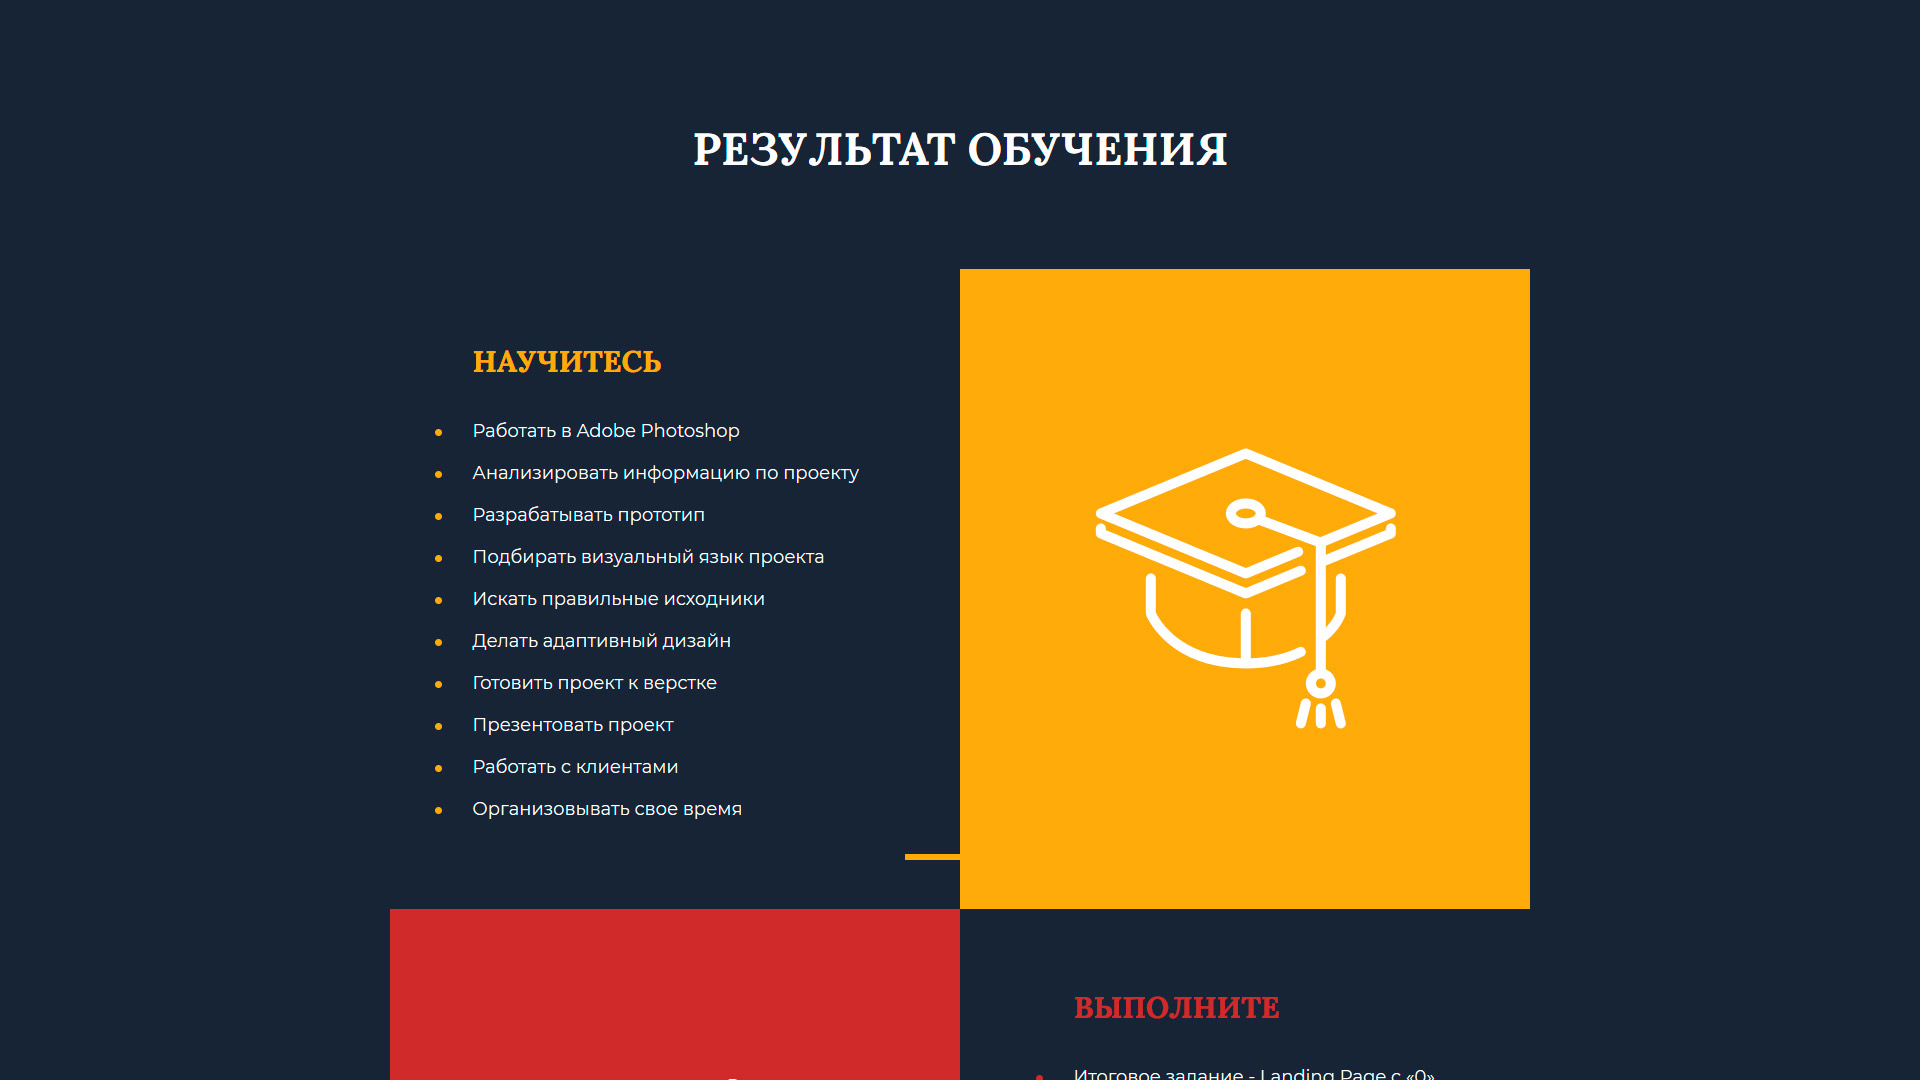 РЕЗУЛЬТАТ ОБУЧЕНИЯ
НАУЧИТЕСЬ
Работать в Adobe Photoshop
Анализировать информацию по проекту
Разрабатывать прототип
Подбирать визуальный язык проекта
Искать правильные исходники
Делать адаптивный дизайн
Готовить проект к верстке
Презентовать проект
Работать с клиентами
Организовывать свое время
ВЫПОЛНИТЕ
Итоговое задание - Landing Page с «0»